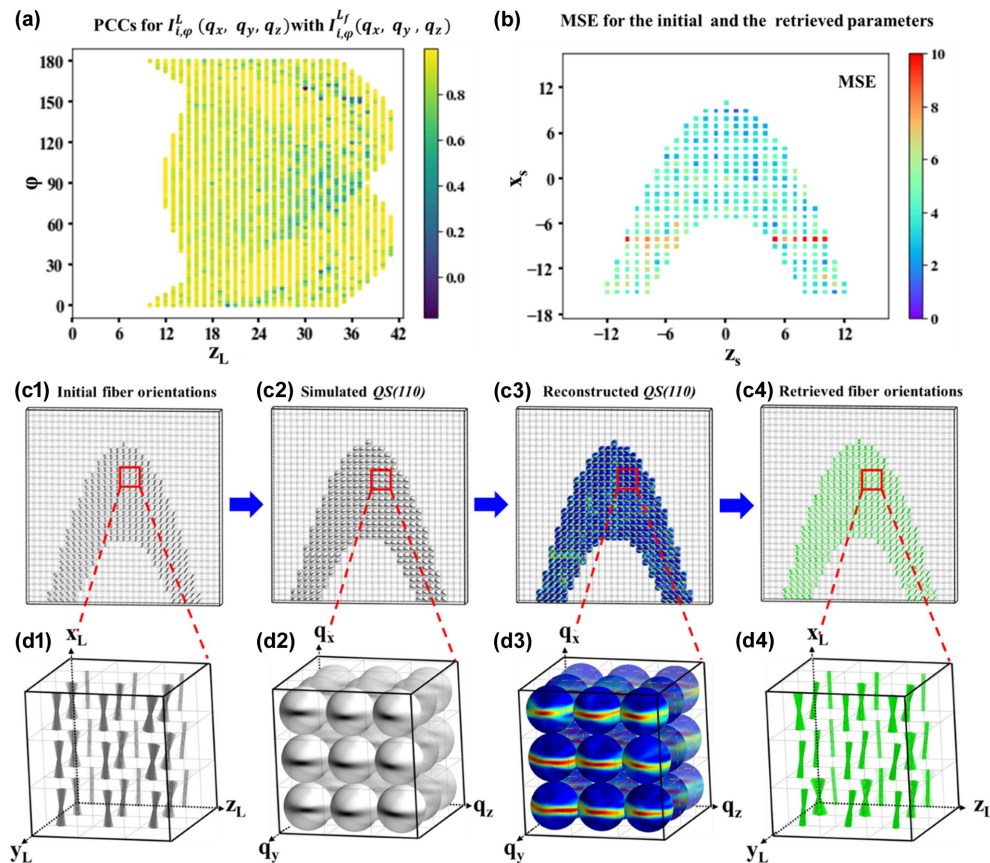 (a)
PCCs for I^L_{i,φ} (q_x, q_y, q_z) with I^{L_f}_{i,φ}(q_x, q_y, q_z)
180
150
120
90
60
30
0
φ
0 6 12 18 24 30 36 42
z_L
0.8
0.6
0.4
0.2
0.0
(b)
MSE for the initial and the retrieved parameters
MSE
12
6
0
−6
−12
−18
x_s
−12 −6 0 6 12
z_s
10
8
6
4
2
0
(c1) Initial fiber orientations
(c2) Simulated QS(110)
(c3) Reconstructed QS(110)
(c4) Retrieved fiber orientations
(d1) x_L
z_L
y_L
(d2) q_x
q_z
q_y
(d3) q_x
q_z
q_y
(d4) x_L
z_L
y_L